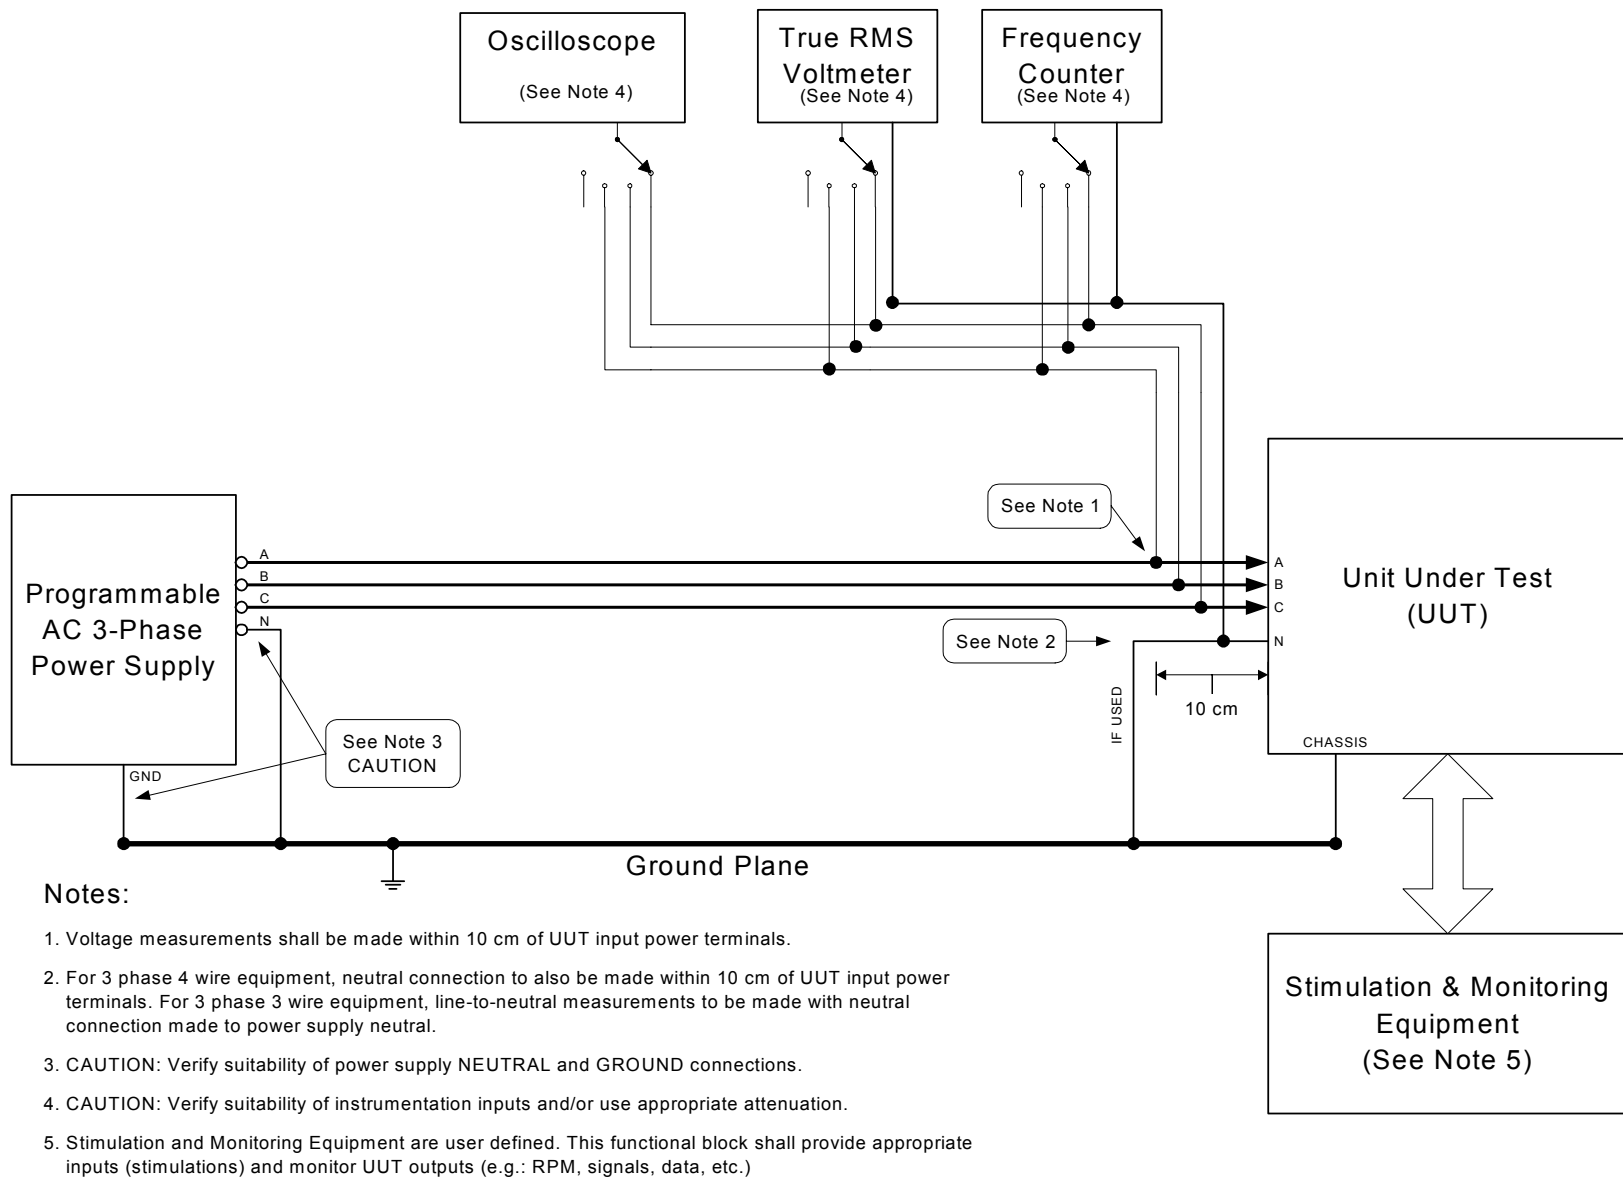 Oscilloscope
(See Note 4)
True RMS
Voltmeter
(See Note 4)
Frequency
Counter
(See Note 4)
See Note 1
Programmable
AC 3-Phase
Power Supply
A
B
C
N
GND
See Note 3
CAUTION
See Note 2
IF USED
10 cm
A
B
C
N
Unit Under Test
(UUT)
CHASSIS
Ground Plane
Stimulation & Monitoring
Equipment
(See Note 5)
Notes:
1. Voltage measurements shall be made within 10 cm of UUT input power terminals.
2. For 3 phase 4 wire equipment, neutral connection to also be made within 10 cm of UUT input power
terminals. For 3 phase 3 wire equipment, line-to-neutral measurements to be made with neutral
connection made to power supply neutral.
3. CAUTION: Verify suitability of power supply NEUTRAL and GROUND connections.
4. CAUTION: Verify suitability of instrumentation inputs and/or use appropriate attenuation.
5. Stimulation and Monitoring Equipment are user defined. This functional block shall provide appropriate
inputs (stimulations) and monitor UUT outputs (e.g.: RPM, signals, data, etc.)